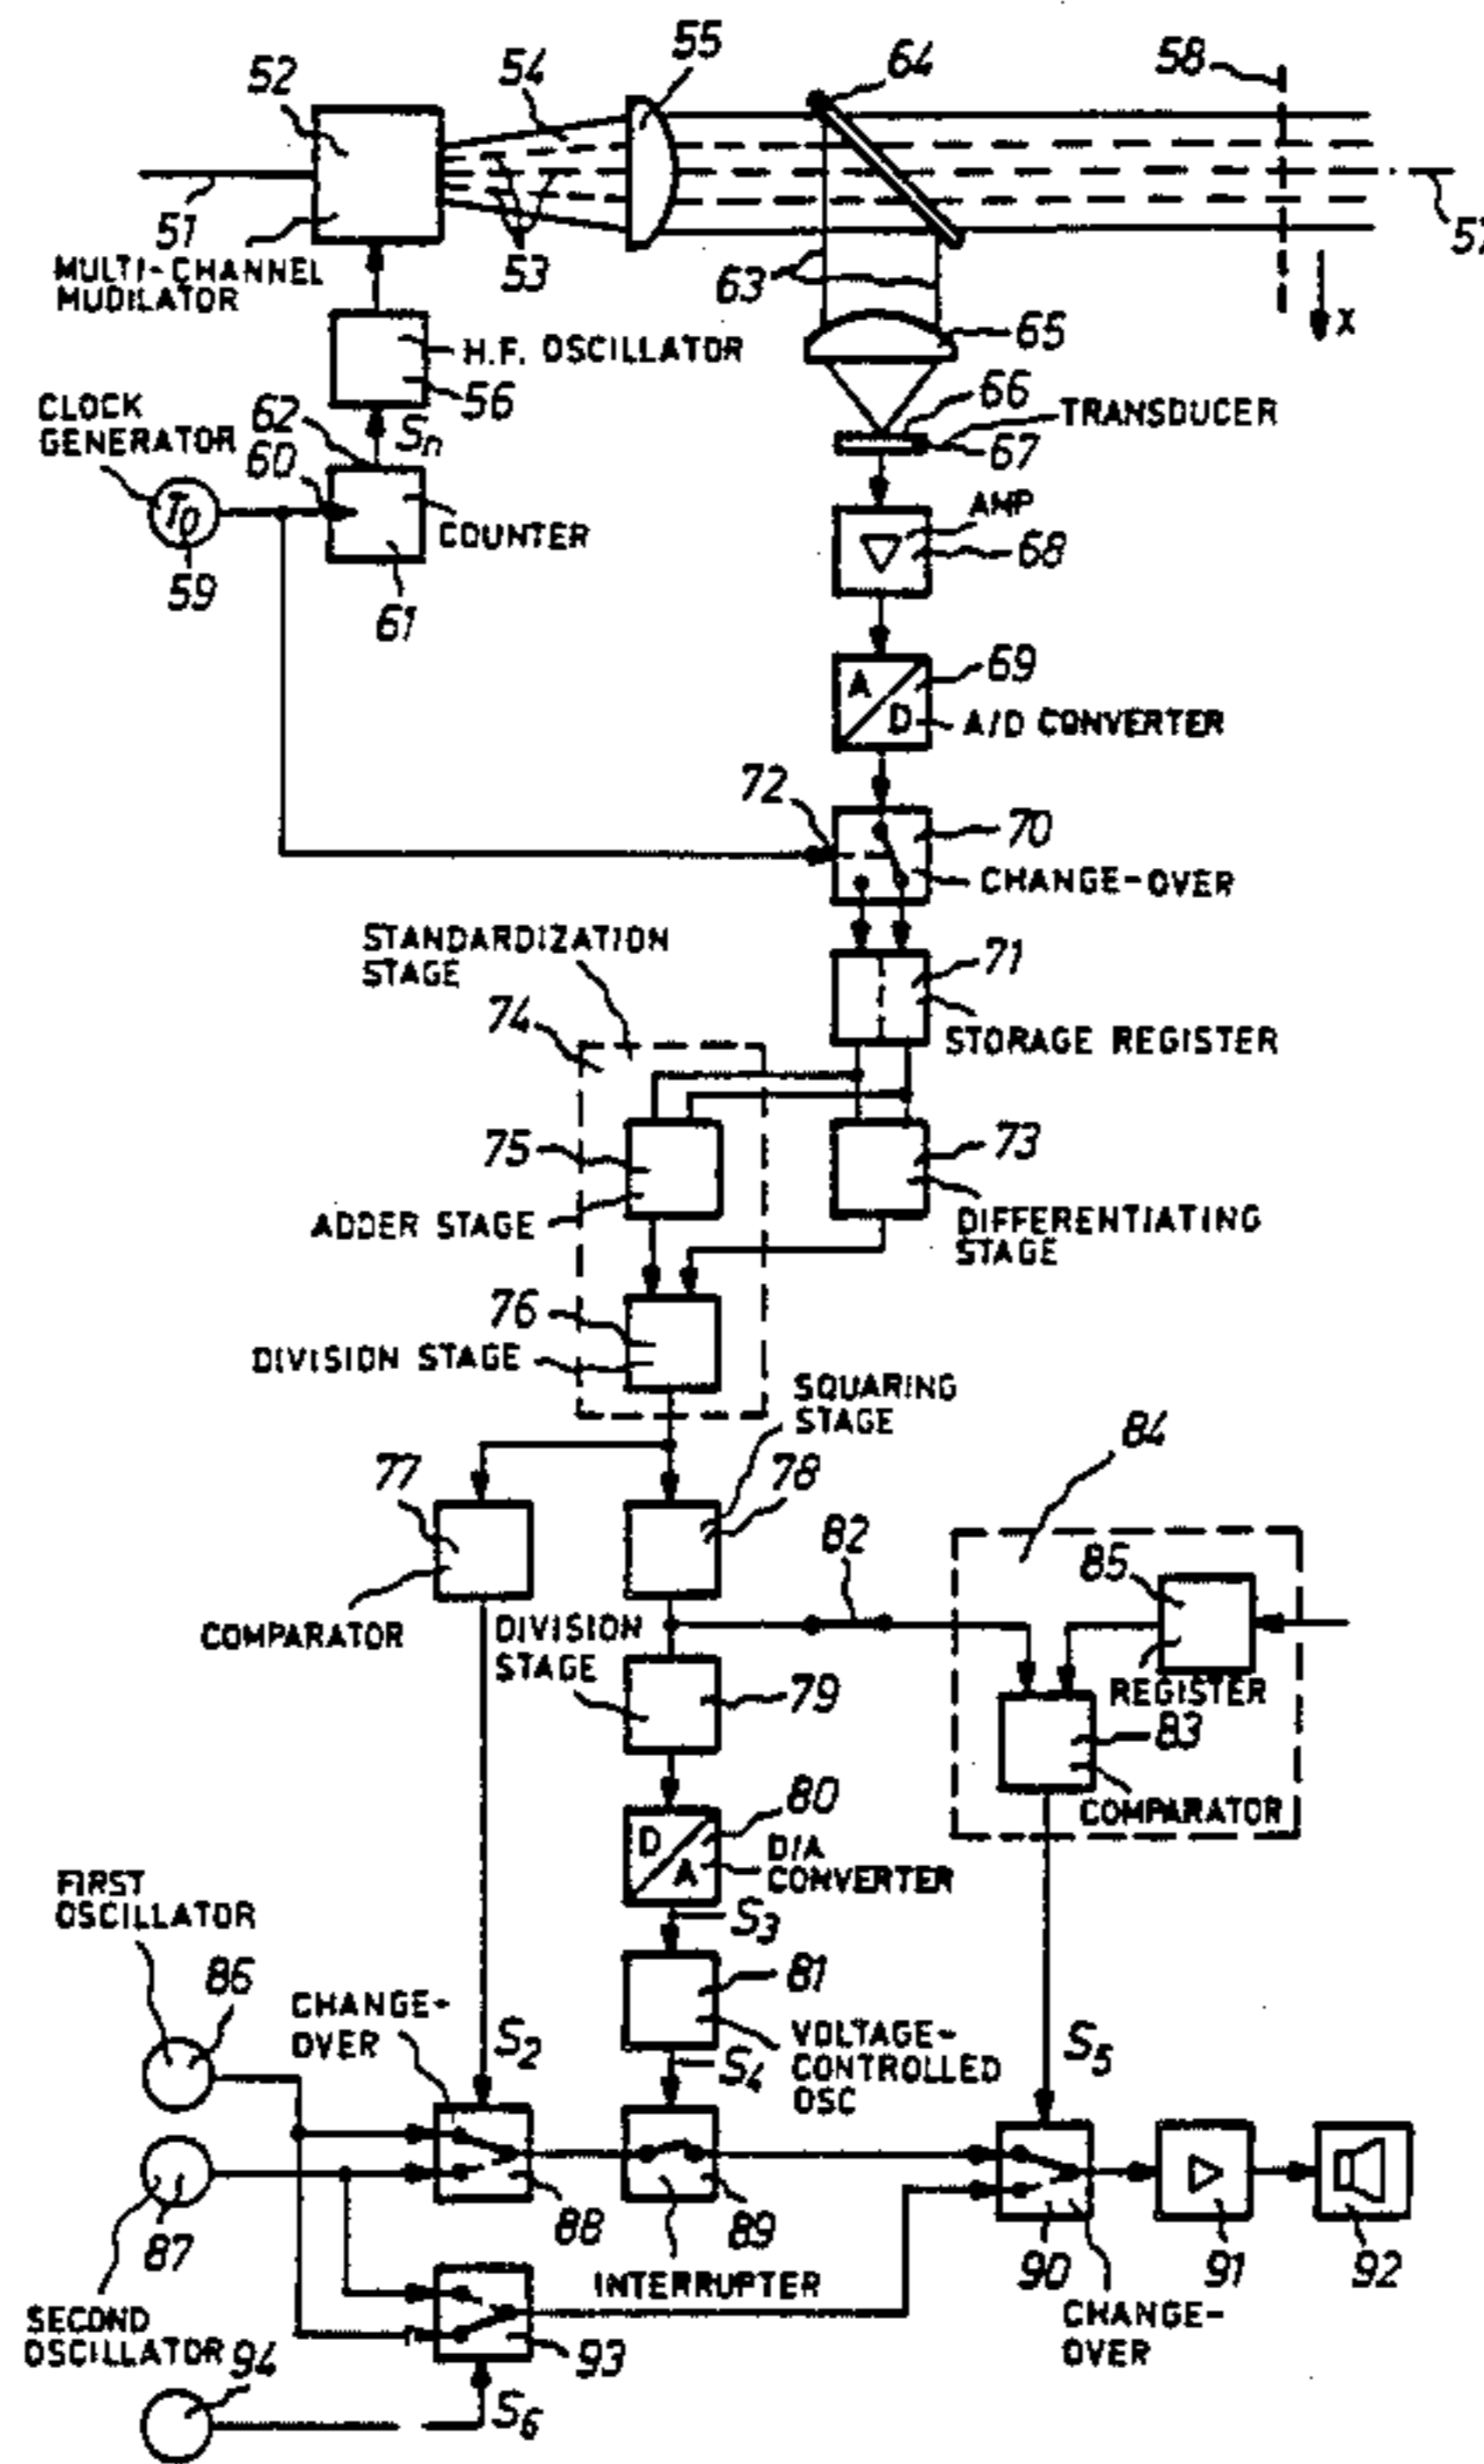 52
54
55
64
58
51
MULTI-CHANNEL
MUDILATOR
53
63
X
65
H.F. OSCILLATOR
56
66
TRANSDUCER
67
CLOCK
GENERATOR
62
60
Sn
T0
COUNTER
AMP
68
59
61
69
A
D
A/D CONVERTER
72
70
CHANGE-OVER
STANDARDIZATION
STAGE
71
74
STORAGE REGISTER
75
73
ADDER STAGE
DIFFERENTIATING
STAGE
76
DIVISION STAGE
SQUARING
STAGE
84
77
78
82
85
COMPARATOR
DIVISION
STAGE
79
REGISTER
83
80
COMPARATOR
D
A
D/A
CONVERTER
FIRST
OSCILLATOR
S3
86
81
CHANGE-
OVER
S2
S4
VOLTAGE-
CONTROLLED
OSC
S5
87
88
89
90
91
92
INTERRUPTER
SECOND
OSCILLATOR
94
93
CHANGE-
OVER
S6